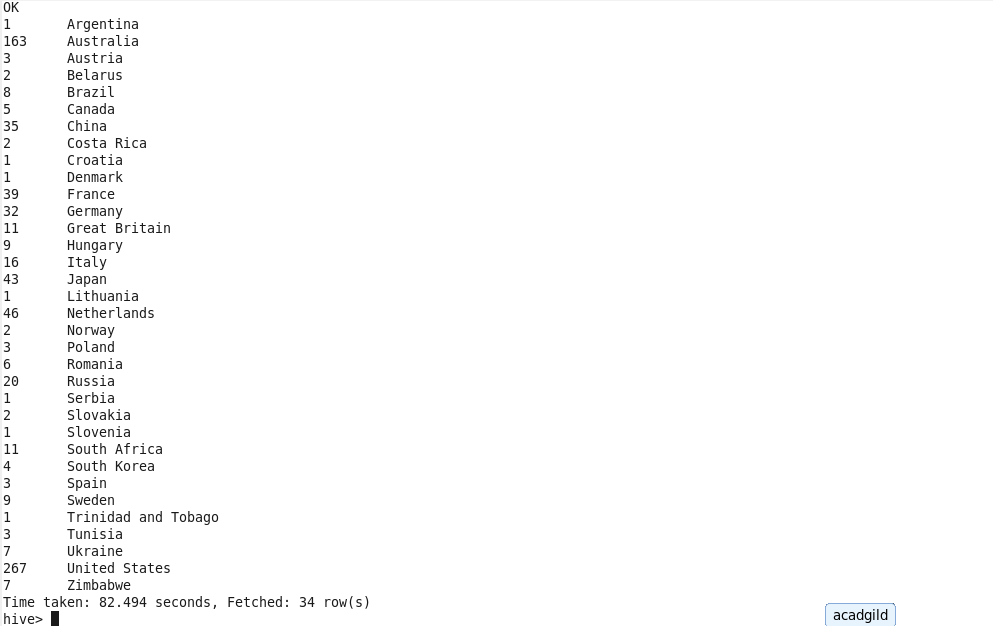 OK
1 Argentina
163 Australia
3 Austria
2 Belarus
8 Brazil
5 Canada
35 China
2 Costa Rica
1 Croatia
1 Denmark
39 France
32 Germany
11 Great Britain
9 Hungary
16 Italy
43 Japan
1 Lithuania
46 Netherlands
2 Norway
3 Poland
6 Romania
20 Russia
1 Serbia
2 Slovakia
1 Slovenia
11 South Africa
4 South Korea
3 Spain
9 Sweden
1 Trinidad and Tobago
3 Tunisia
7 Ukraine
267 United States
7 Zimbabwe
Time taken: 82.494 seconds, Fetched: 34 row(s)
hive>
acadgild